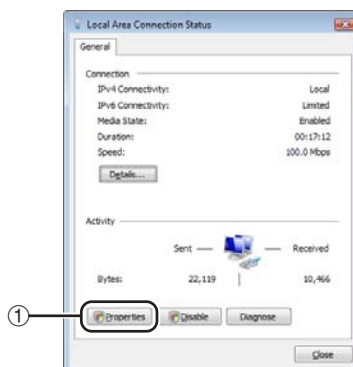 Local Area Connection Status
General
Connection
IPv4 Connectivity: Local
IPv6 Connectivity: Limited
Media State: Enabled
Duration: 00:17:12
Speed: 100.0 Mbps
Details...
Activity
Sent — — Received
Bytes: 22,119 | 10,466
① Properties Disable Diagnose
Close